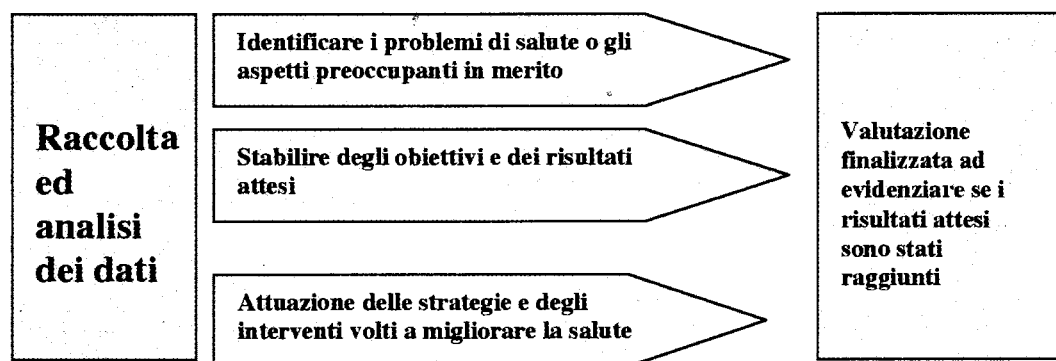 Raccolta
ed
analisi
dei dati
Identificare i problemi di salute o gli
aspetti preoccupanti in merito
Stabilire degli obiettivi e dei risultati
attesi
Attuazione delle strategie e degli
interventi volti a migliorare la salute
Valutazione
finalizzata ad
evidenziare se i
risultati attesi
sono stati
raggiunti